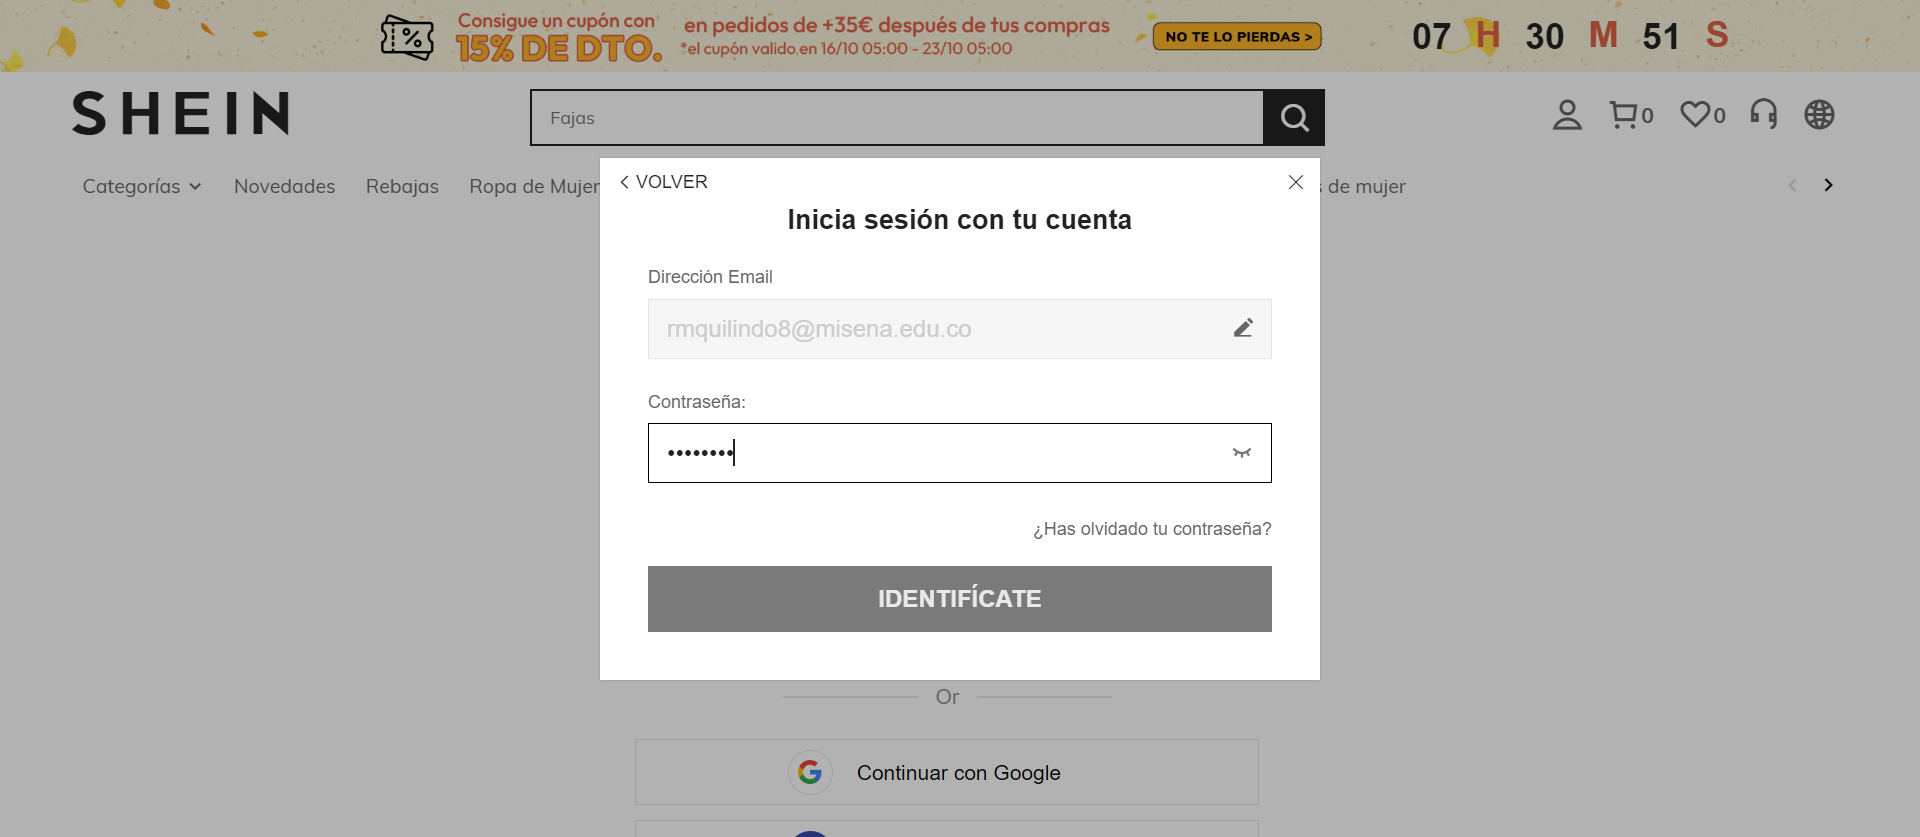 Consigue un cupón con
15% DE DTO.
en pedidos de +35€ después de tus compras
*el cupón valido en 16/10 05:00 - 23/10 05:00
NO TE LO PIERDAS >
07 H 30 M 51 S
SHEIN
Fajas
0
0
Categorías
Novedades
Rebajas
Ropa de Mujer
de mujer
VOLVER
Inicia sesión con tu cuenta
Dirección Email
rmquilindo8@misena.edu.co
Contraseña:
••••••••
¿Has olvidado tu contraseña?
IDENTIFÍCATE
Or
Continuar con Google